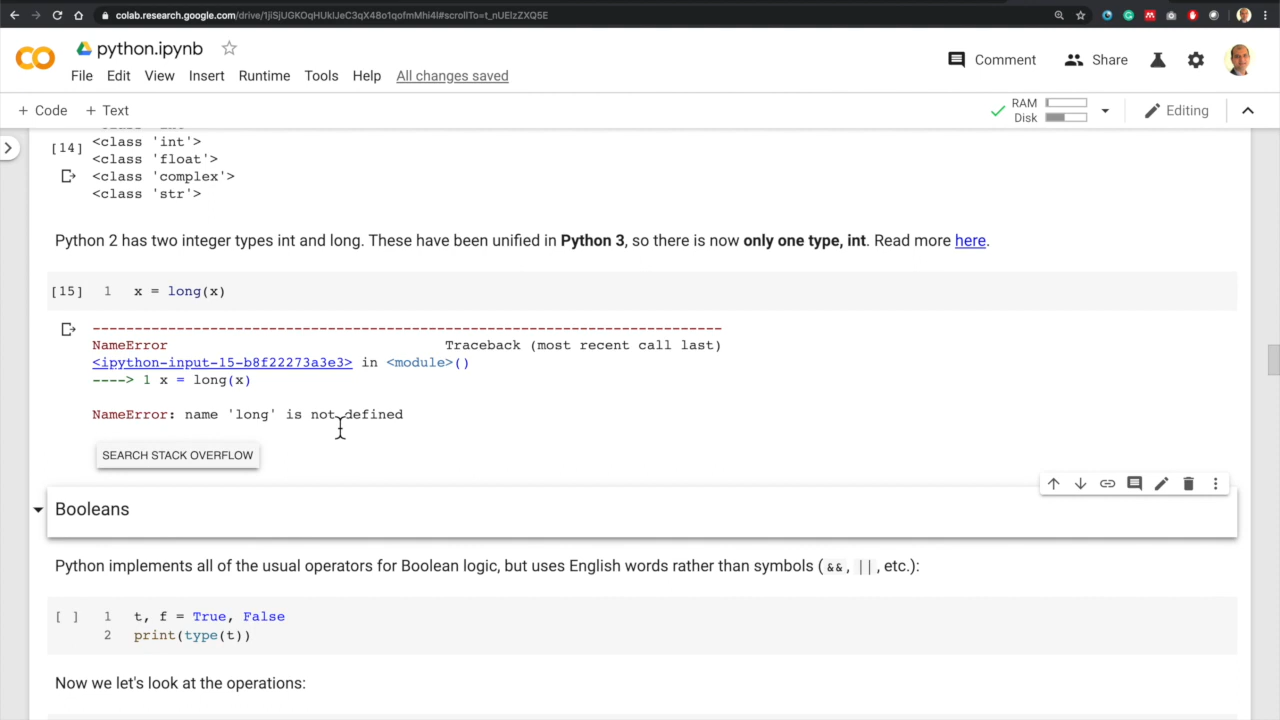 colab.research.google.com/drive/1jiSjUGKOqHUkIJeC3qX48o1qofmMhi4l#scrollTo=t_nUEIzZXQ5E
python.ipynb
File Edit View Insert Runtime Tools Help All changes saved
Comment Share
+ Code + Text
RAM
Disk
Editing
[14]
<class 'int'>
<class 'float'>
<class 'complex'>
<class 'str'>
Python 2 has two integer types int and long. These have been unified in Python 3, so there is now only one type, int. Read more here.
[15] 1 x = long(x)
---------------------------------------------------------------------------
NameError Traceback (most recent call last)
<ipython-input-15-b8f22273a3e3> in <module>()
----> 1 x = long(x)
NameError: name 'long' is not defined
SEARCH STACK OVERFLOW
Booleans
Python implements all of the usual operators for Boolean logic, but uses English words rather than symbols (&&, ||, etc.):
[ ] 1 t, f = True, False
2 print(type(t))
Now we let's look at the operations: